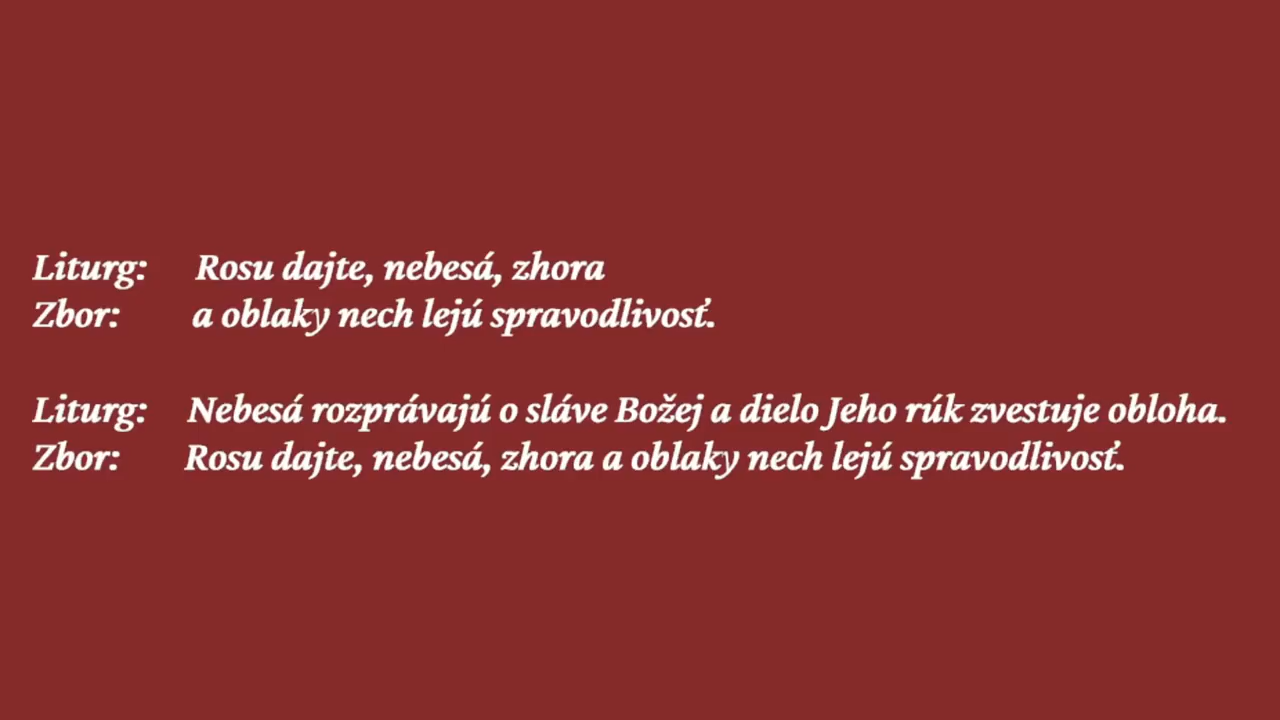 Liturg: Rosu dajte, nebesá, zhora
Zbor: a oblaky nech lejú spravodlivosť.
Liturg: Nebesá rozprávajú o sláve Božej a dielo Jeho rúk zvestuje obloha.
Zbor: Rosu dajte, nebesá, zhora a oblaky nech lejú spravodlivosť.